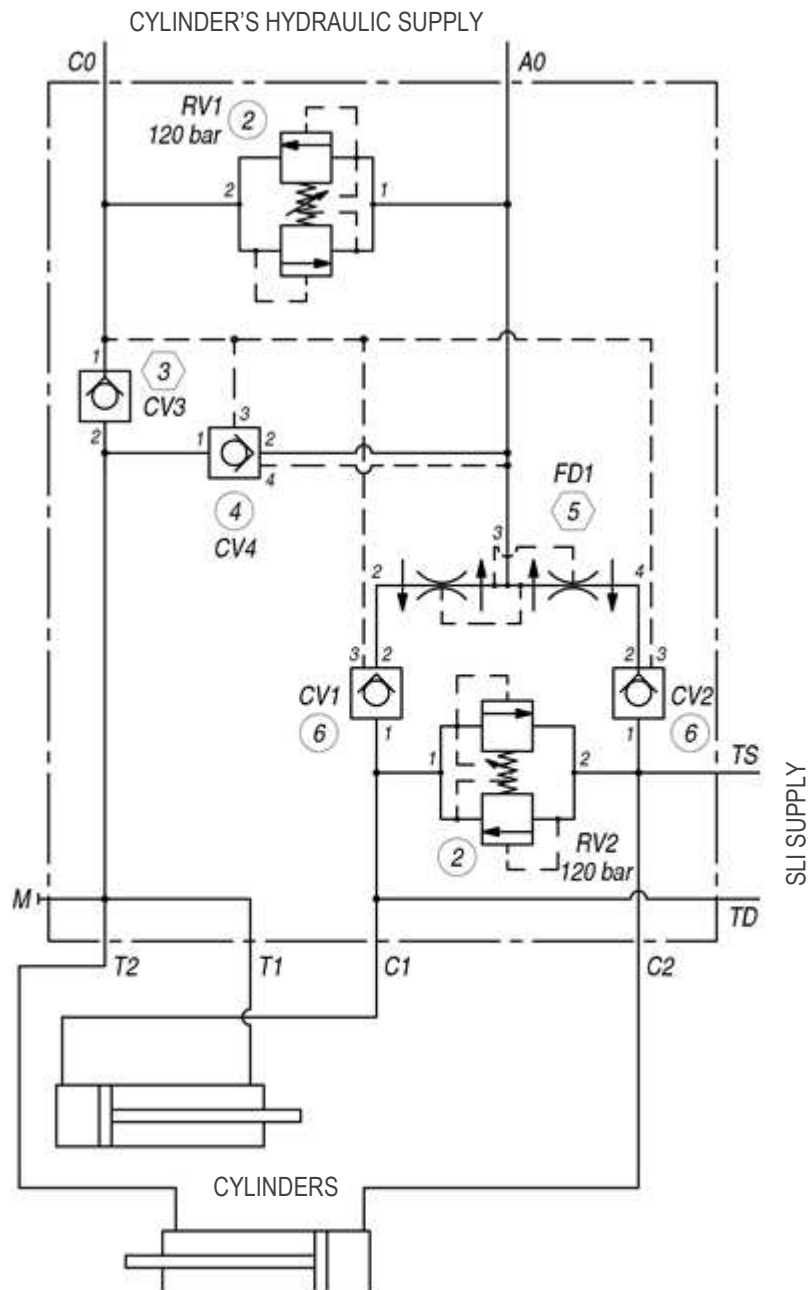 CYLINDER'S HYDRAULIC SUPPLY
C0
A0
RV1
120 bar
2
2
1
1
3
CV3
2
3
1
2
4
4
CV4
FD1
5
3
2
4
3 2
2 3
CV1
6
CV2
6
1
1
1
2
TS
2
RV2
120 bar
SLI SUPPLY
M
TD
T2
T1
C1
C2
CYLINDERS